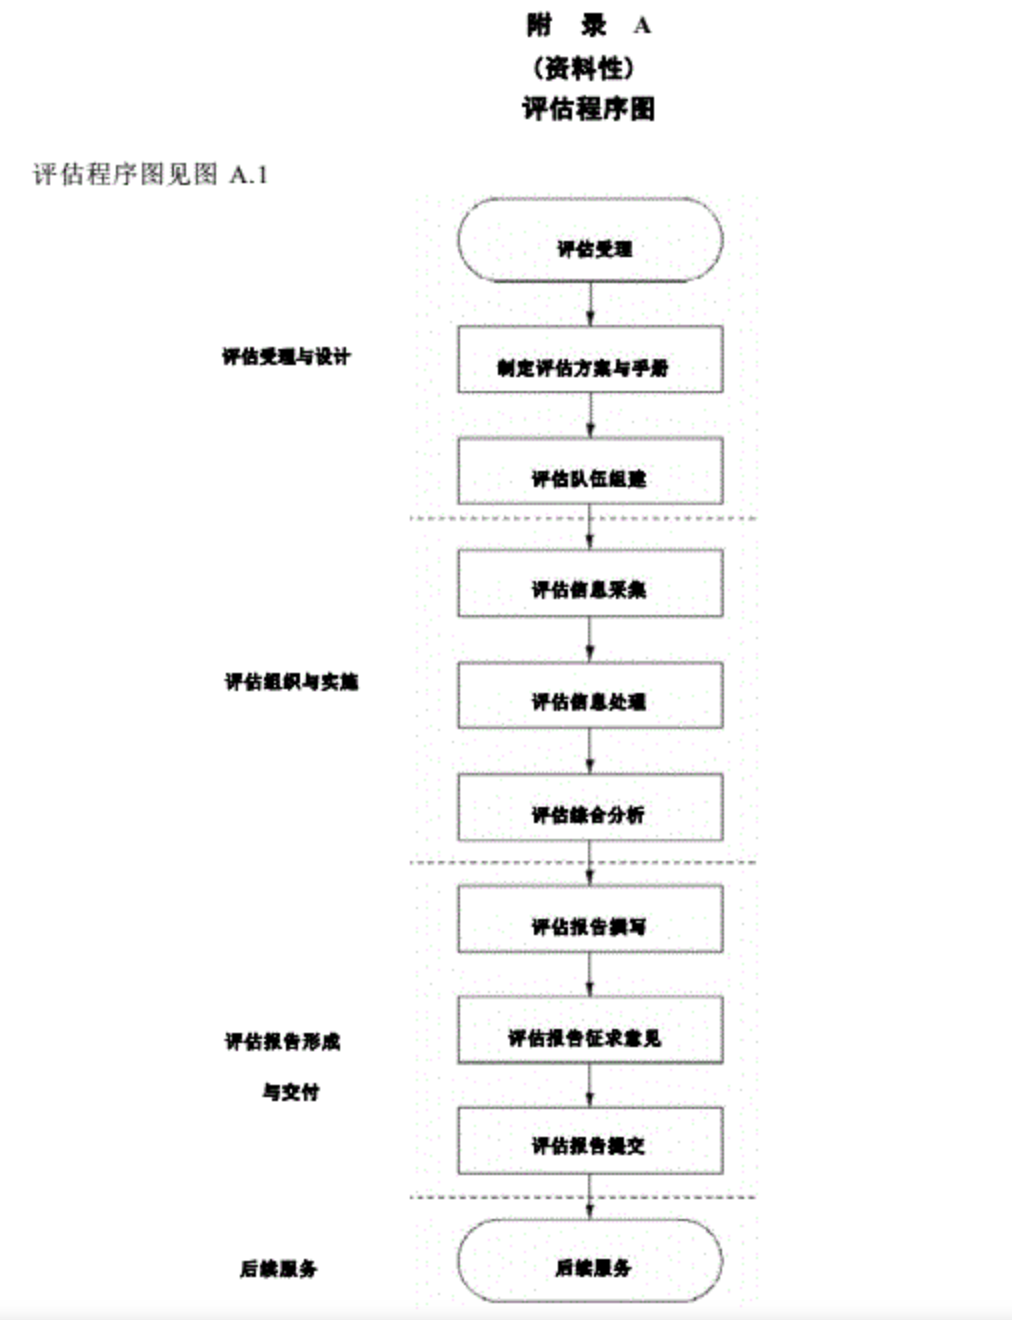 附 录 A
(资料性)
评估程序图
评估程序图见图 A.1
评估受理
评估受理与设计
制定评估方案与手册
评估队伍组建
评估信息采集
评估组织与实施
评估信息处理
评估综合分析
评估报告撰写
评估报告形成
与交付
评估报告征求意见
评估报告提交
后续服务
后续服务